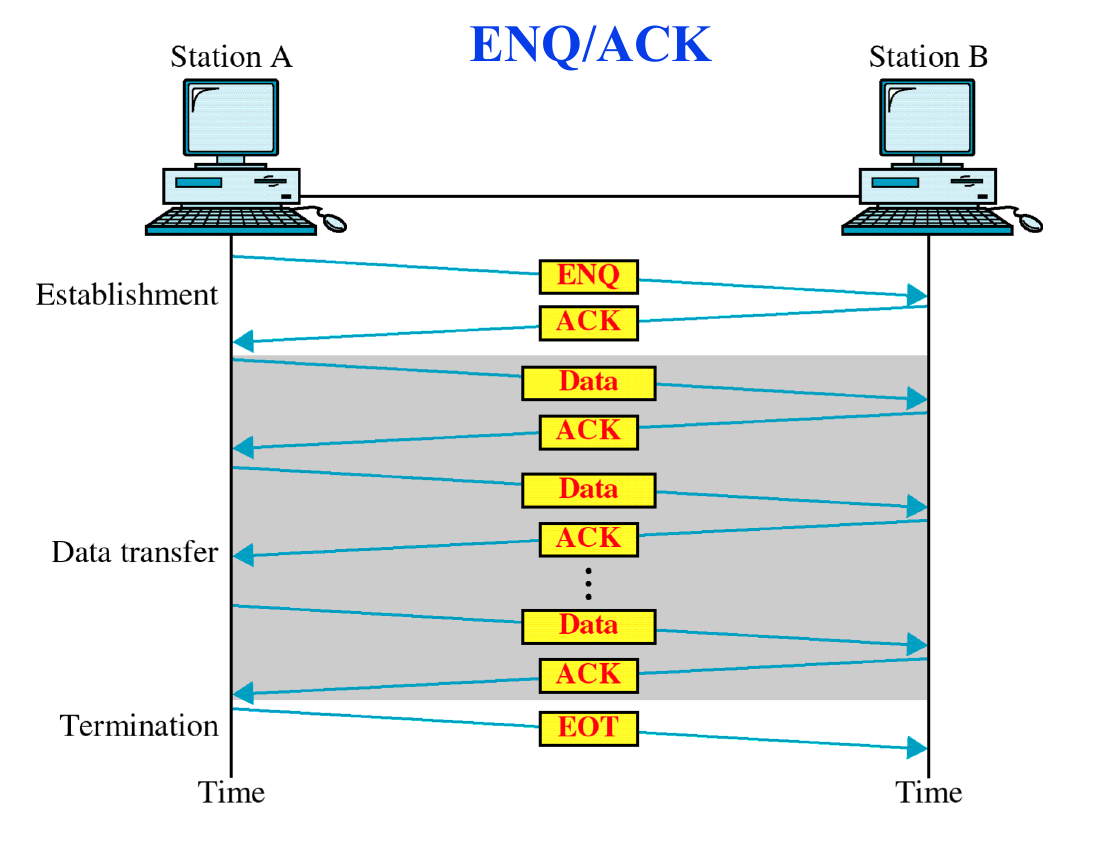 ENQ/ACK
Station A
Station B
ENQ
Establishment
ACK
Data
ACK
Data
ACK
Data transfer
Data
ACK
Termination
EOT
Time
Time